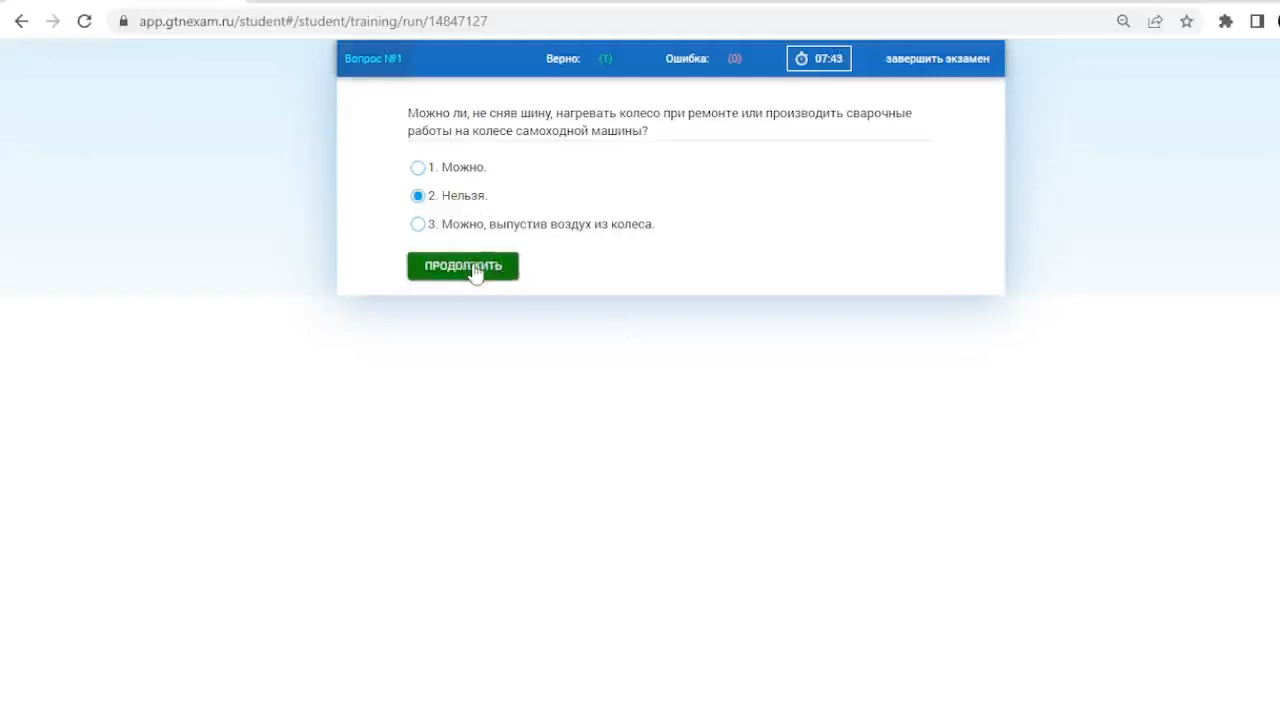 app.gtnexam.ru/student#/student/training/run/14847127
Вопрос №1 Верно: (1) Ошибка: (0) 07:43 завершить экзамен
Можно ли, не сняв шину, нагревать колесо при ремонте или производить сварочные
работы на колесе самоходной машины?
1. Можно.
2. Нельзя.
3. Можно, выпустив воздух из колеса.
ПРОДОЛЖИТЬ